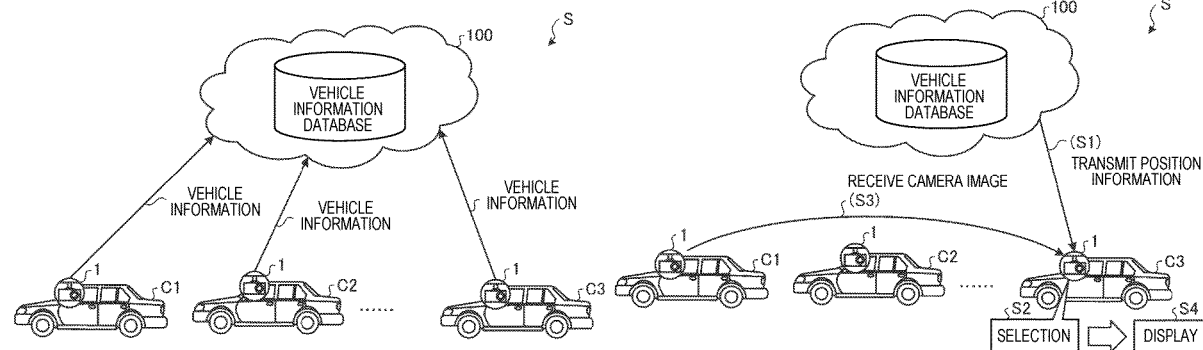 S
100
VEHICLE
INFORMATION
DATABASE
VEHICLE
INFORMATION
VEHICLE
INFORMATION
VEHICLE
INFORMATION
1
C1
1
C2
......
1
C3
S
100
VEHICLE
INFORMATION
DATABASE
(S1)
TRANSMIT POSITION
INFORMATION
RECEIVE CAMERA IMAGE
(S3)
1
C1
1
C2
......
1
C3
S2
SELECTION
S4
DISPLAY